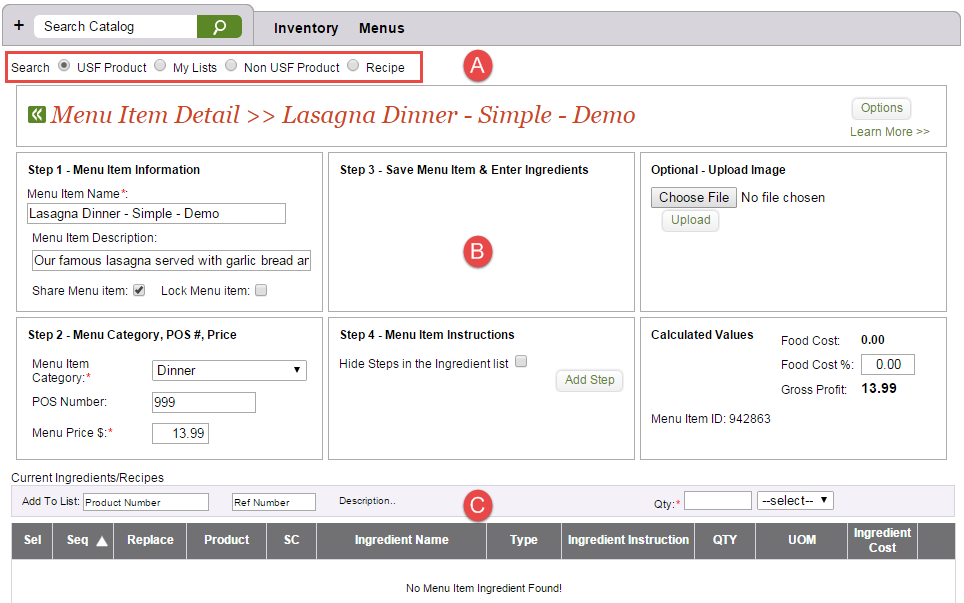 + Search Catalog Inventory Menus
Search USF Product My Lists Non USF Product Recipe A
Menu Item Detail >> Lasagna Dinner - Simple - Demo
Options
Learn More >>
Step 1 - Menu Item Information
Menu Item Name*:
Lasagna Dinner - Simple - Demo
Menu Item Description:
Our famous lasagna served with garlic bread ar
Share Menu item: Lock Menu item:
Step 3 - Save Menu Item & Enter Ingredients
B
Optional - Upload Image
Choose File No file chosen
Upload
Step 2 - Menu Category, POS #, Price
Menu Item
Category:* Dinner
POS Number: 999
Menu Price $:* 13.99
Step 4 - Menu Item Instructions
Hide Steps in the Ingredient list
Add Step
Calculated Values
Food Cost: 0.00
Food Cost %: 0.00
Gross Profit: 13.99
Menu Item ID: 942863
Current Ingredients/Recipes
Add To List: Product Number Ref Number Description.. C Qty:* --select--
Sel Seq Replace Product SC Ingredient Name Type Ingredient Instruction QTY UOM Ingredient
Cost
No Menu Item Ingredient Found!